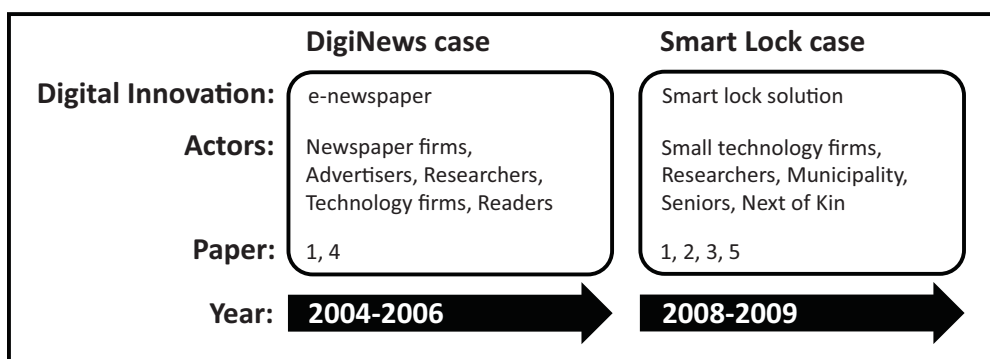 DigiNews case Smart Lock case
Digital Innovation: e-newspaper Smart lock solution
Actors: Newspaper firms, Small technology firms,
Advertisers, Researchers, Researchers, Municipality,
Technology firms, Readers Seniors, Next of Kin
Paper: 1, 4 1, 2, 3, 5
Year: 2004-2006 2008-2009